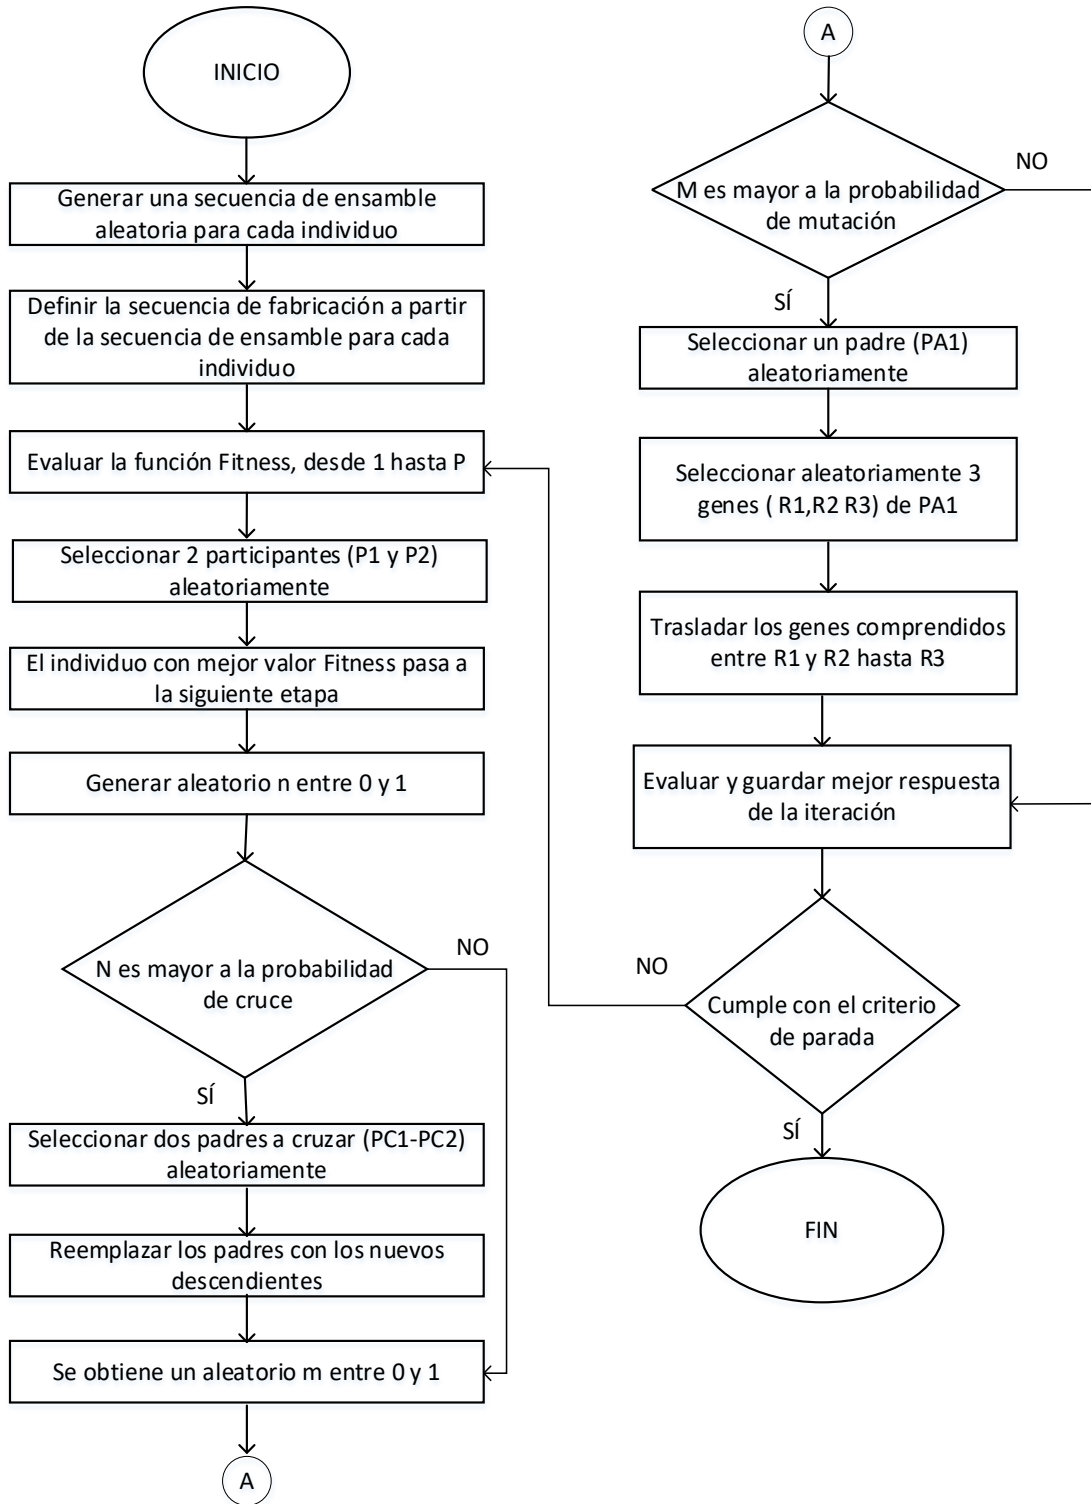 INICIO
Generar una secuencia de ensamble
aleatoria para cada individuo
Definir la secuencia de fabricación a partir
de la secuencia de ensamble para cada
individuo
Evaluar la función Fitness, desde 1 hasta P
Seleccionar 2 participantes (P1 y P2)
aleatoriamente
El individuo con mejor valor Fitness pasa a
la siguiente etapa
Generar aleatorio n entre 0 y 1
N es mayor a la probabilidad
de cruce
NO
SÍ
Seleccionar dos padres a cruzar (PC1-PC2)
aleatoriamente
Reemplazar los padres con los nuevos
descendientes
Se obtiene un aleatorio m entre 0 y 1
A
A
M es mayor a la probabilidad
de mutación
NO
SÍ
Seleccionar un padre (PA1)
aleatoriamente
Seleccionar aleatoriamente 3
genes ( R1,R2 R3) de PA1
Trasladar los genes comprendidos
entre R1 y R2 hasta R3
Evaluar y guardar mejor respuesta
de la iteración
NO
Cumple con el criterio
de parada
SÍ
FIN